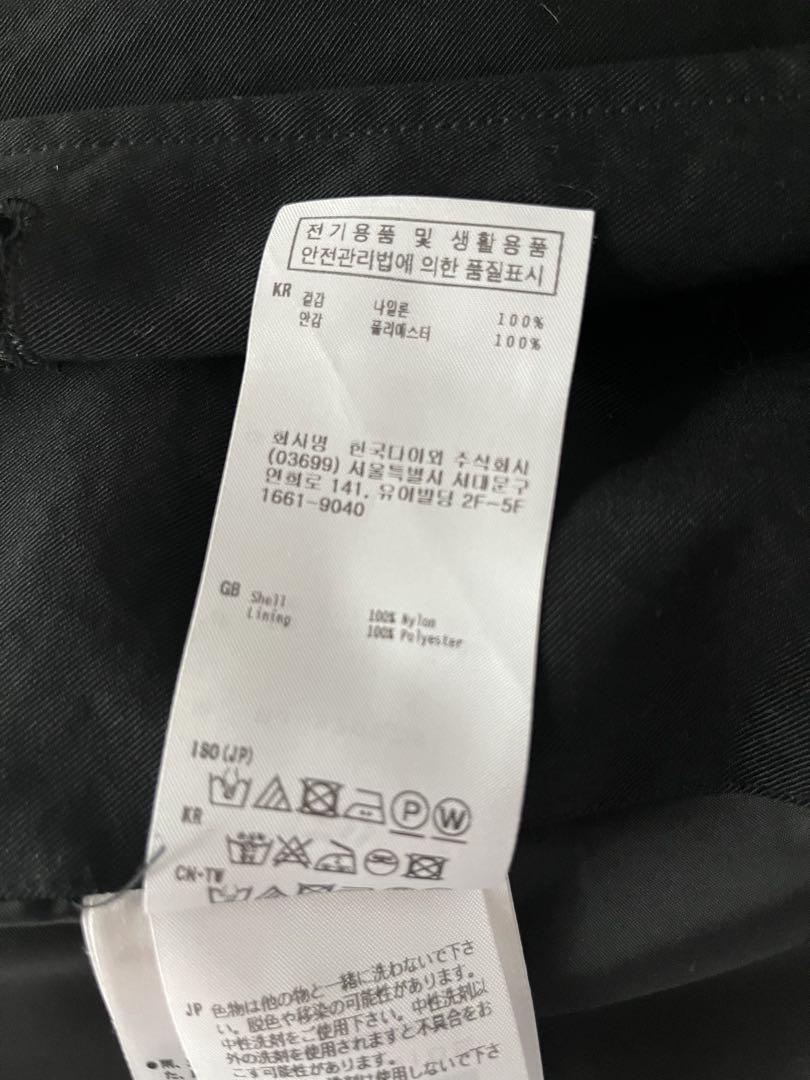 전기용품 및 생활용품
안전관리법에 의한 품질표시
KR 겉감 나일론 100%
안감 폴리에스터 100%
회사명 한국다이와 주식회사
(03699) 서울특별시 서대문구
연희로 141, 유이빌딩 2F-5F
1661-9040
GB Shell 100% Nylon
Lining 100% Polyester
ISO(JP)
P W
KR
CN·TW
JP 色物は他の物と一緒に洗わないで下さ
い。脱色や移染の可能性があります。
中性洗剤をご使用下さい。中性洗剤以
外の洗剤を使用されますと不具合をお
こす可能性があります。
洗剤は使用しないで下さ